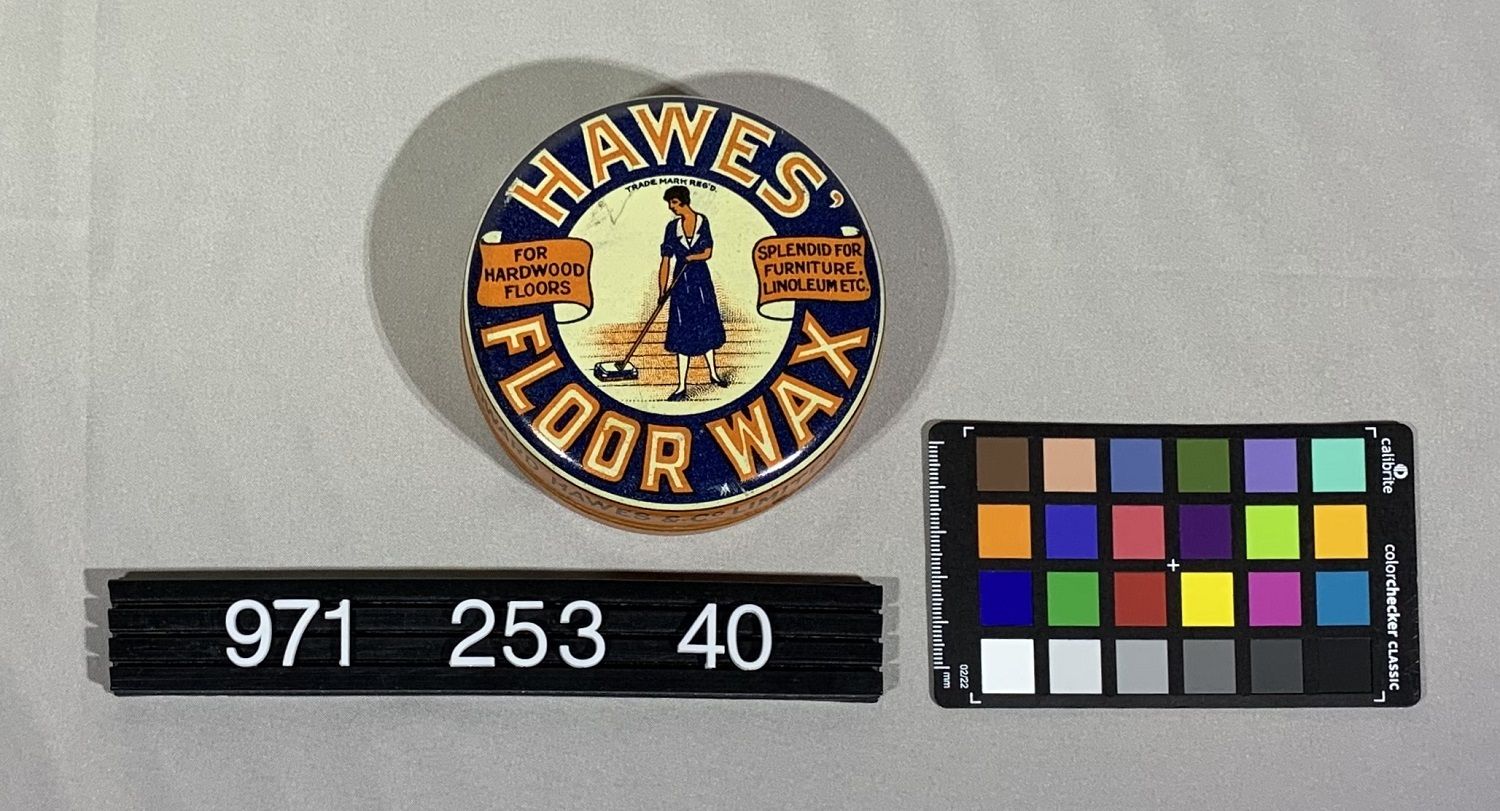 HAWES'
TRADE MARK REG'D.
FOR
HARDWOOD
FLOORS
SPLENDID FOR
FURNITURE,
LINOLEUM ETC.
FLOOR WAX
HAWES & CO LIM
971 253 40
calibrite
colorchecker CLASSIC
02/22
mm